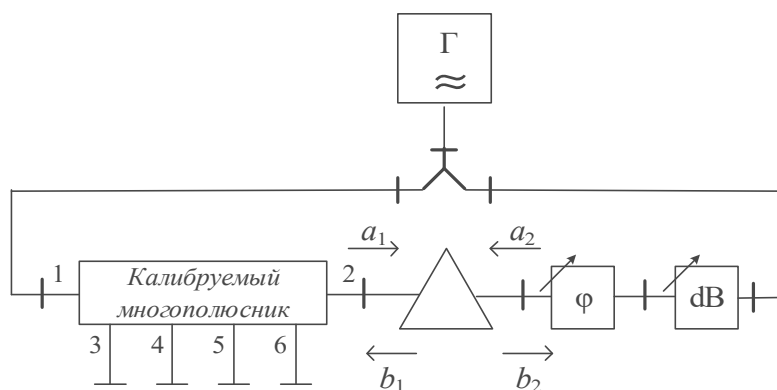 Г
≈
a₁
a₂
1
Калибруемый
многополюсник
2
φ
dB
3
4
5
6
b₁
b₂